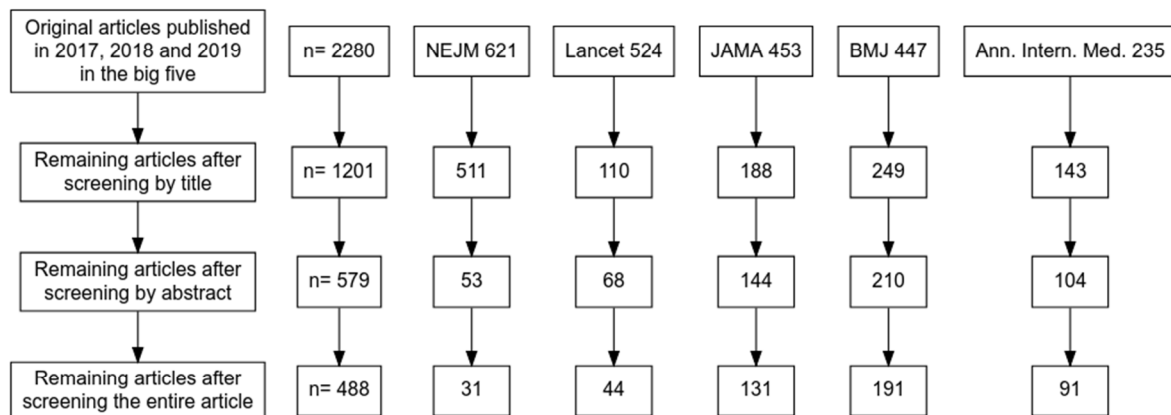 Original articles published
in 2017, 2018 and 2019
in the big five
n= 2280
NEJM 621
Lancet 524
JAMA 453
BMJ 447
Ann. Intern. Med. 235
Remaining articles after
screening by title
n= 1201
511
110
188
249
143
Remaining articles after
screening by abstract
n= 579
53
68
144
210
104
Remaining articles after
screening the entire article
n= 488
31
44
131
191
91